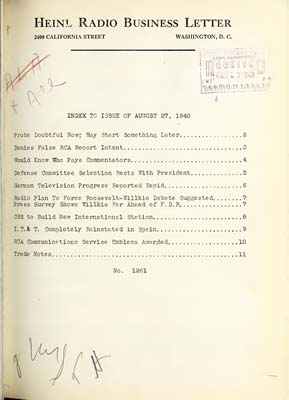 HEINL RADIO BUSINESS LETTER
2400 CALIFORNIA STREET WASHINGTON, D. C.
INDEX TO ISSUE OF AUGUST 27, 1940
Probe Doubtful Now; May Start Something Later...............2
Denies False RCA Report Intent..............................3
Would Know Who Pays Commentators............................4
Defense Committee Selection Rests With President............5
German Television Progress Reported Rapid...................6
Radio Plan To Force Roosevelt-Willkie Debate Suggested.......7
Press Survey Shows Willkie Far Ahead of F.D.R...............7
CBS to Build New International Station......................8
I.T.& T. Completely Reinstated in Spain.....................9
RCA Communications Service Emblems Awarded.................10
Trade Notes................................................11
No. 1261